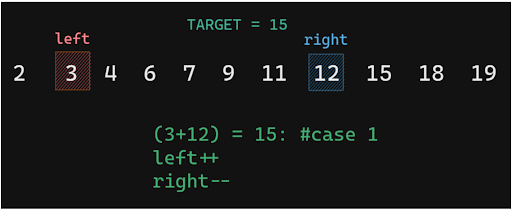 TARGET = 15
left right
2 3 4 6 7 9 11 12 15 18 19
(3+12) = 15: #case 1
left++
right--